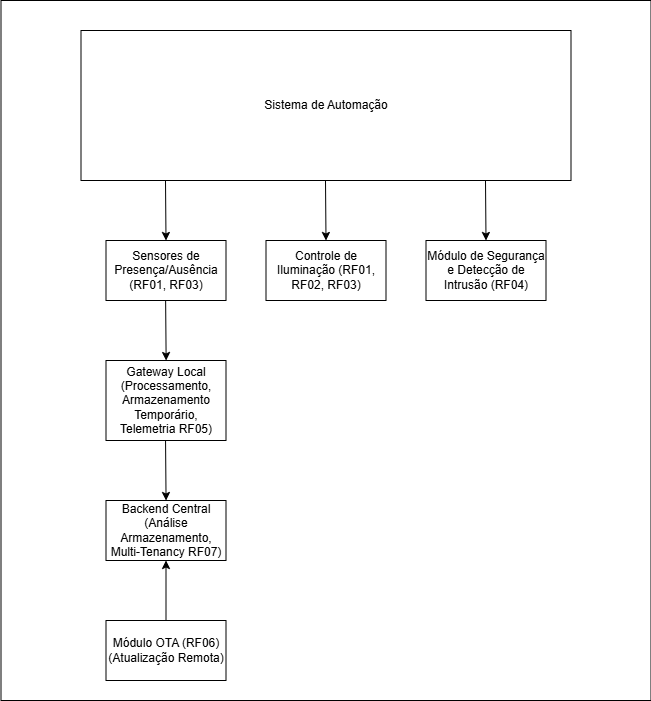 Sistema de Automação
Sensores de
Presença/Ausência
(RF01, RF03)
Controle de
Iluminação (RF01,
RF02, RF03)
Módulo de Segurança
e Detecção de
Intrusão (RF04)
Gateway Local
(Processamento,
Armazenamento
Temporário,
Telemetria RF05)
Backend Central
(Análise
Armazenamento,
Multi-Tenancy RF07)
Módulo OTA (RF06)
(Atualização Remota)